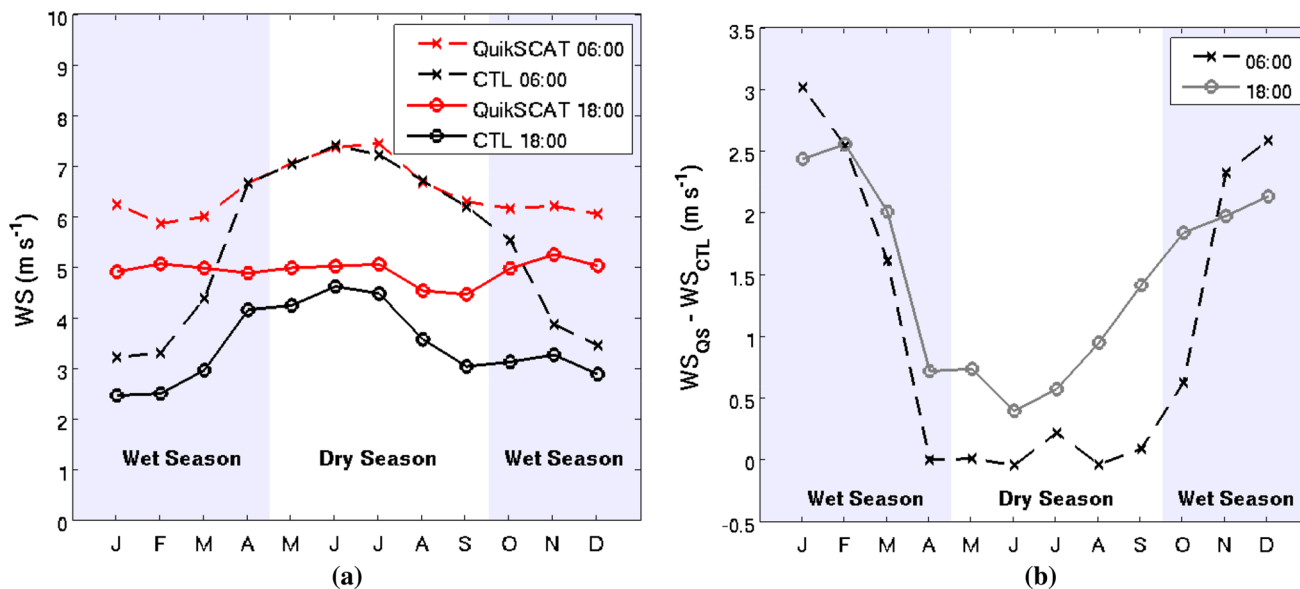 10
9
8
7
6
5
4
3
2
1
0
WS (m s⁻¹)
QuikSCAT 06:00
CTL 06:00
QuikSCAT 18:00
CTL 18:00
Wet Season
Dry Season
Wet Season
J F M A M J J A S O N D
(a)
3.5
3
2.5
2
1.5
1
0.5
0
-0.5
WS_QS - WS_CTL (m s⁻¹)
06:00
18:00
Wet Season
Dry Season
Wet Season
J F M A M J J A S O N D
(b)